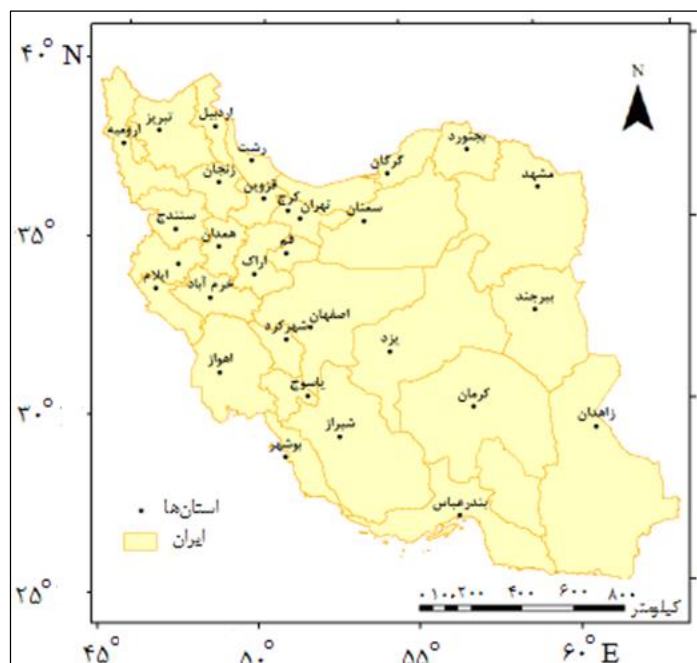 ۴۰° N
N
اردبیل
تبریز
ارومیه
رشت
بجنورد
گرگان
مشهد
زنجان
قزوین
کرج
تهران
سمنان
۳۵°
سنندج
همدان
قم
اراک
ایلام
خرم آباد
بیرجند
اصفهان
شهرکرد
یزد
اهواز
یاسوج
کرمان
۳۰°
زاهدان
شیراز
بوشهر
بندرعباس
استان‌ها
ایران
۲۵°
۰ ۱۰۰ ۲۰۰ ۴۰۰ ۶۰۰ ۸۰۰
کیلومتر
۴۵° ۵۰° ۵۵° ۶۰° E